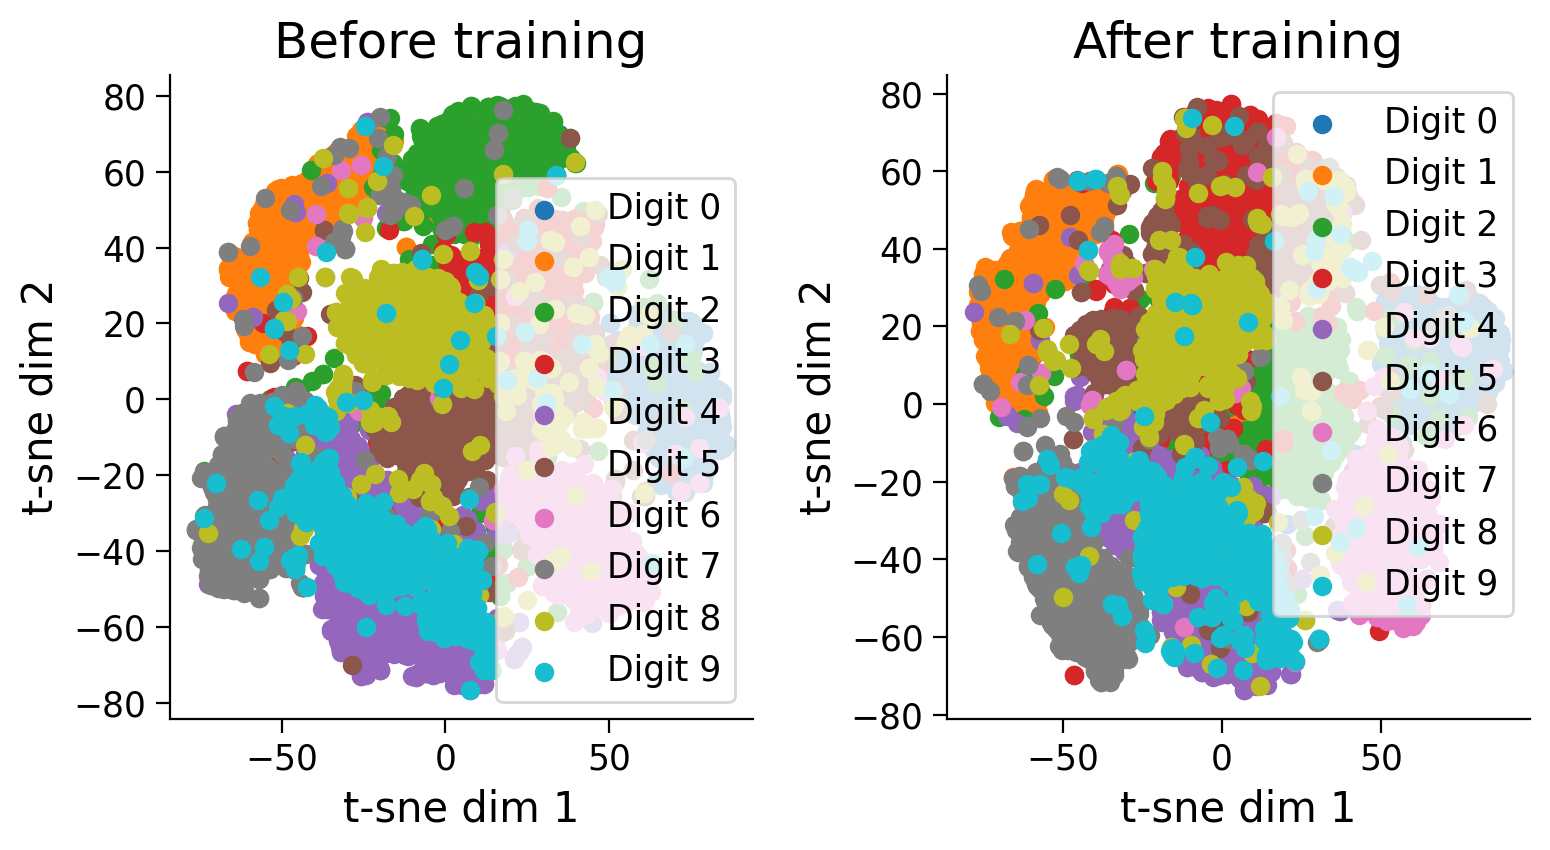 Before training
80
60
40
20
0
−20
−40
−60
−80
t-sne dim 2
−50 0 50
t-sne dim 1
Digit 0
Digit 1
Digit 2
Digit 3
Digit 4
Digit 5
Digit 6
Digit 7
Digit 8
Digit 9
After training
80
60
40
20
0
−20
−40
−60
−80
t-sne dim 2
−50 0 50
t-sne dim 1
Digit 0
Digit 1
Digit 2
Digit 3
Digit 4
Digit 5
Digit 6
Digit 7
Digit 8
Digit 9